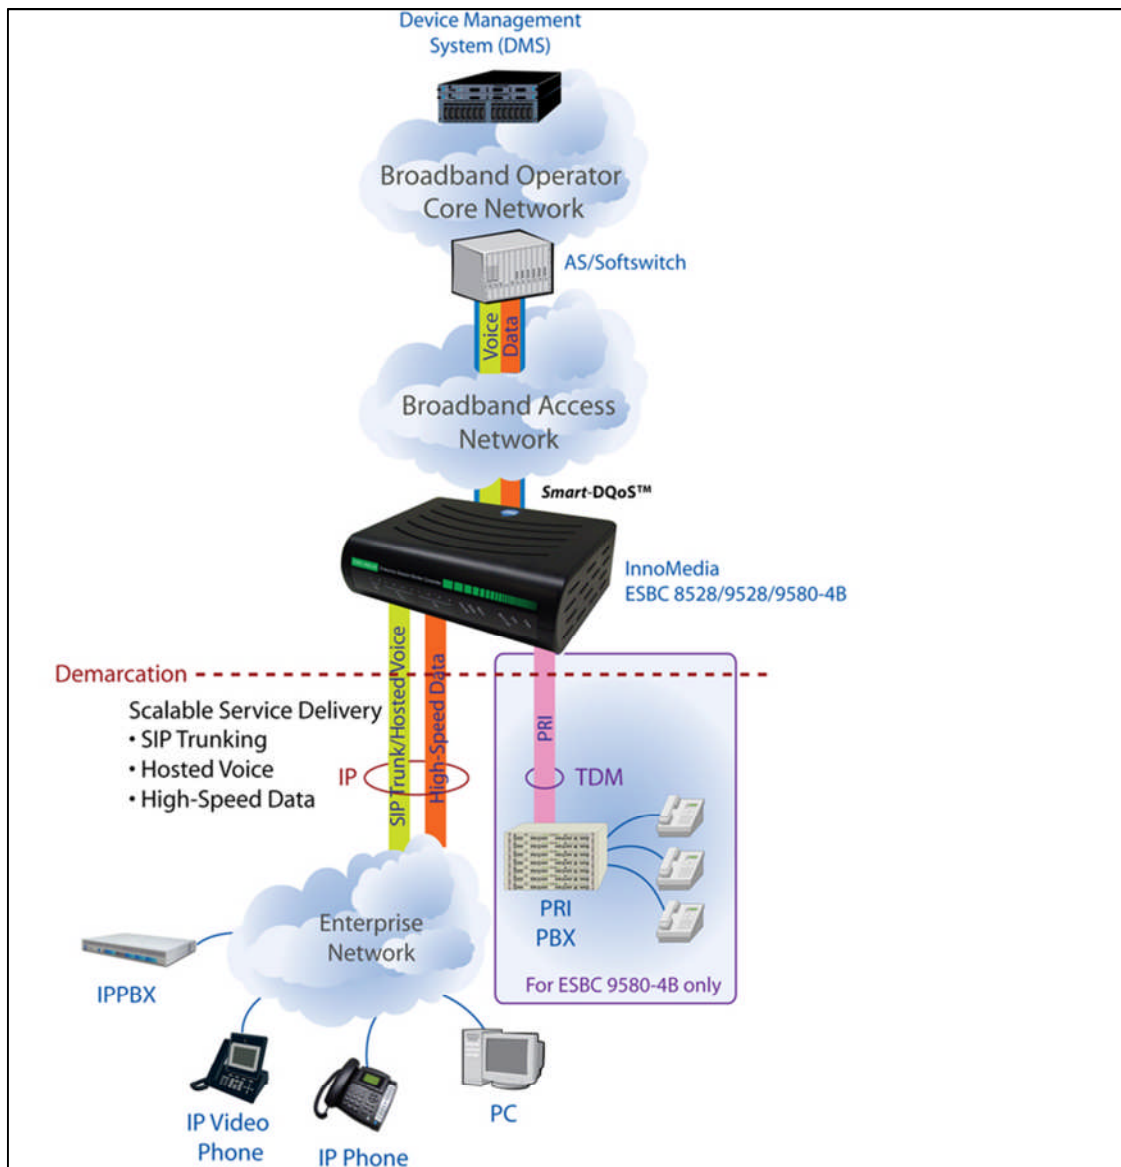 Device Management
System (DMS)
Broadband Operator
Core Network
AS/Softswitch
Voice
Data
Broadband Access
Network
Smart-DQoS™
InnoMedia
ESBC 8528/9528/9580-4B
Demarcation
Scalable Service Delivery
• SIP Trunking
• Hosted Voice
• High-Speed Data
SIP Trunk/Hosted Voice
High-Speed Data
IP
PRI
TDM
PRI
PBX
For ESBC 9580-4B only
Enterprise
Network
IPPBX
IP Video
Phone
IP Phone
PC